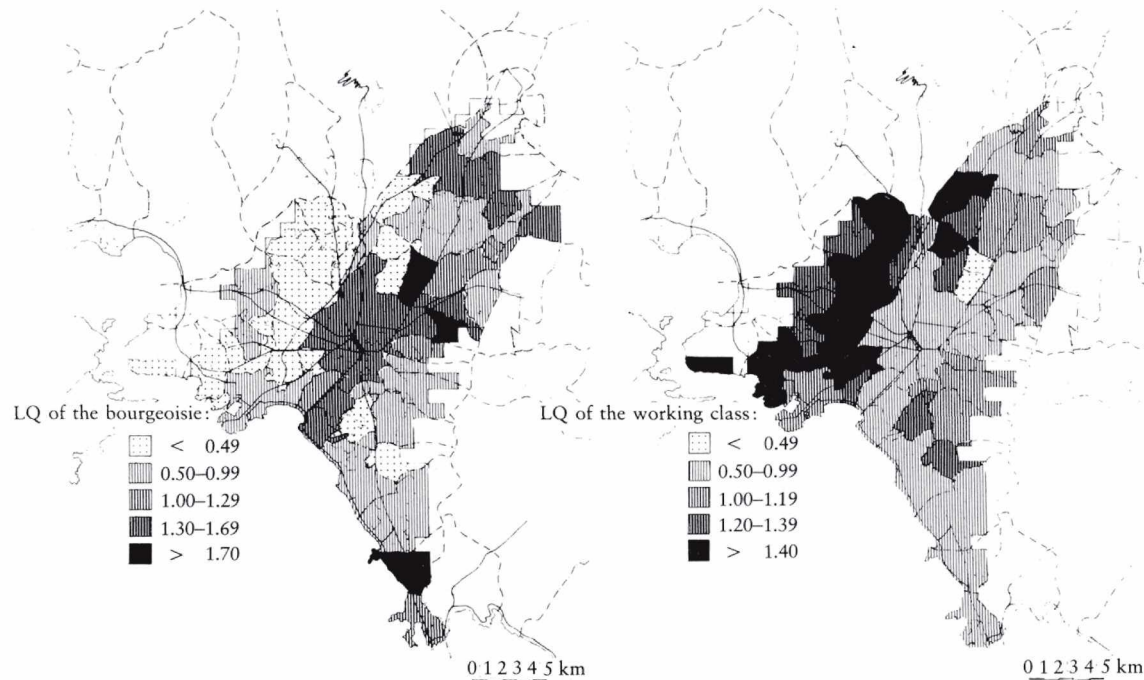 LQ of the bourgeoisie:
< 0.49
0.50–0.99
1.00–1.29
1.30–1.69
> 1.70
0 1 2 3 4 5 km
LQ of the working class:
< 0.49
0.50–0.99
1.00–1.19
1.20–1.39
> 1.40
0 1 2 3 4 5 km